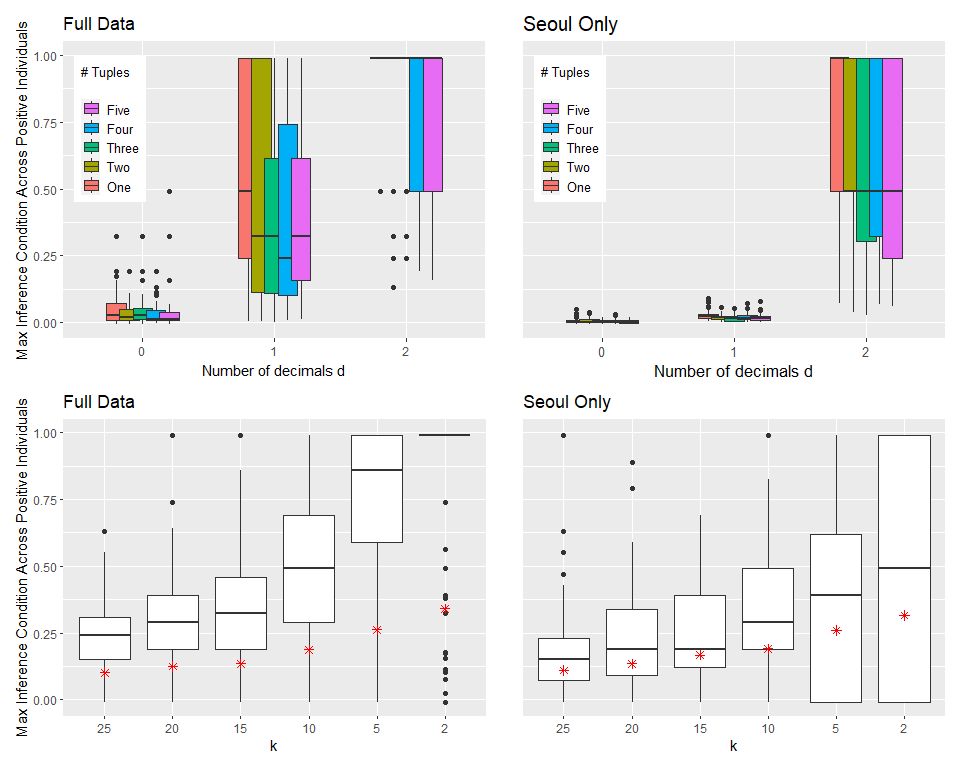 Full Data
Seoul Only
Max Inference Condition Across Positive Individuals
1.00
0.75
0.50
0.25
0.00
# Tuples
Five
Four
Three
Two
One
# Tuples
Five
Four
Three
Two
One
0 1 2
0 1 2
Number of decimals d
Number of decimals d
Full Data
Seoul Only
Max Inference Condition Across Positive Individuals
1.00
0.75
0.50
0.25
0.00
25 20 15 10 5 2
25 20 15 10 5 2
k
k